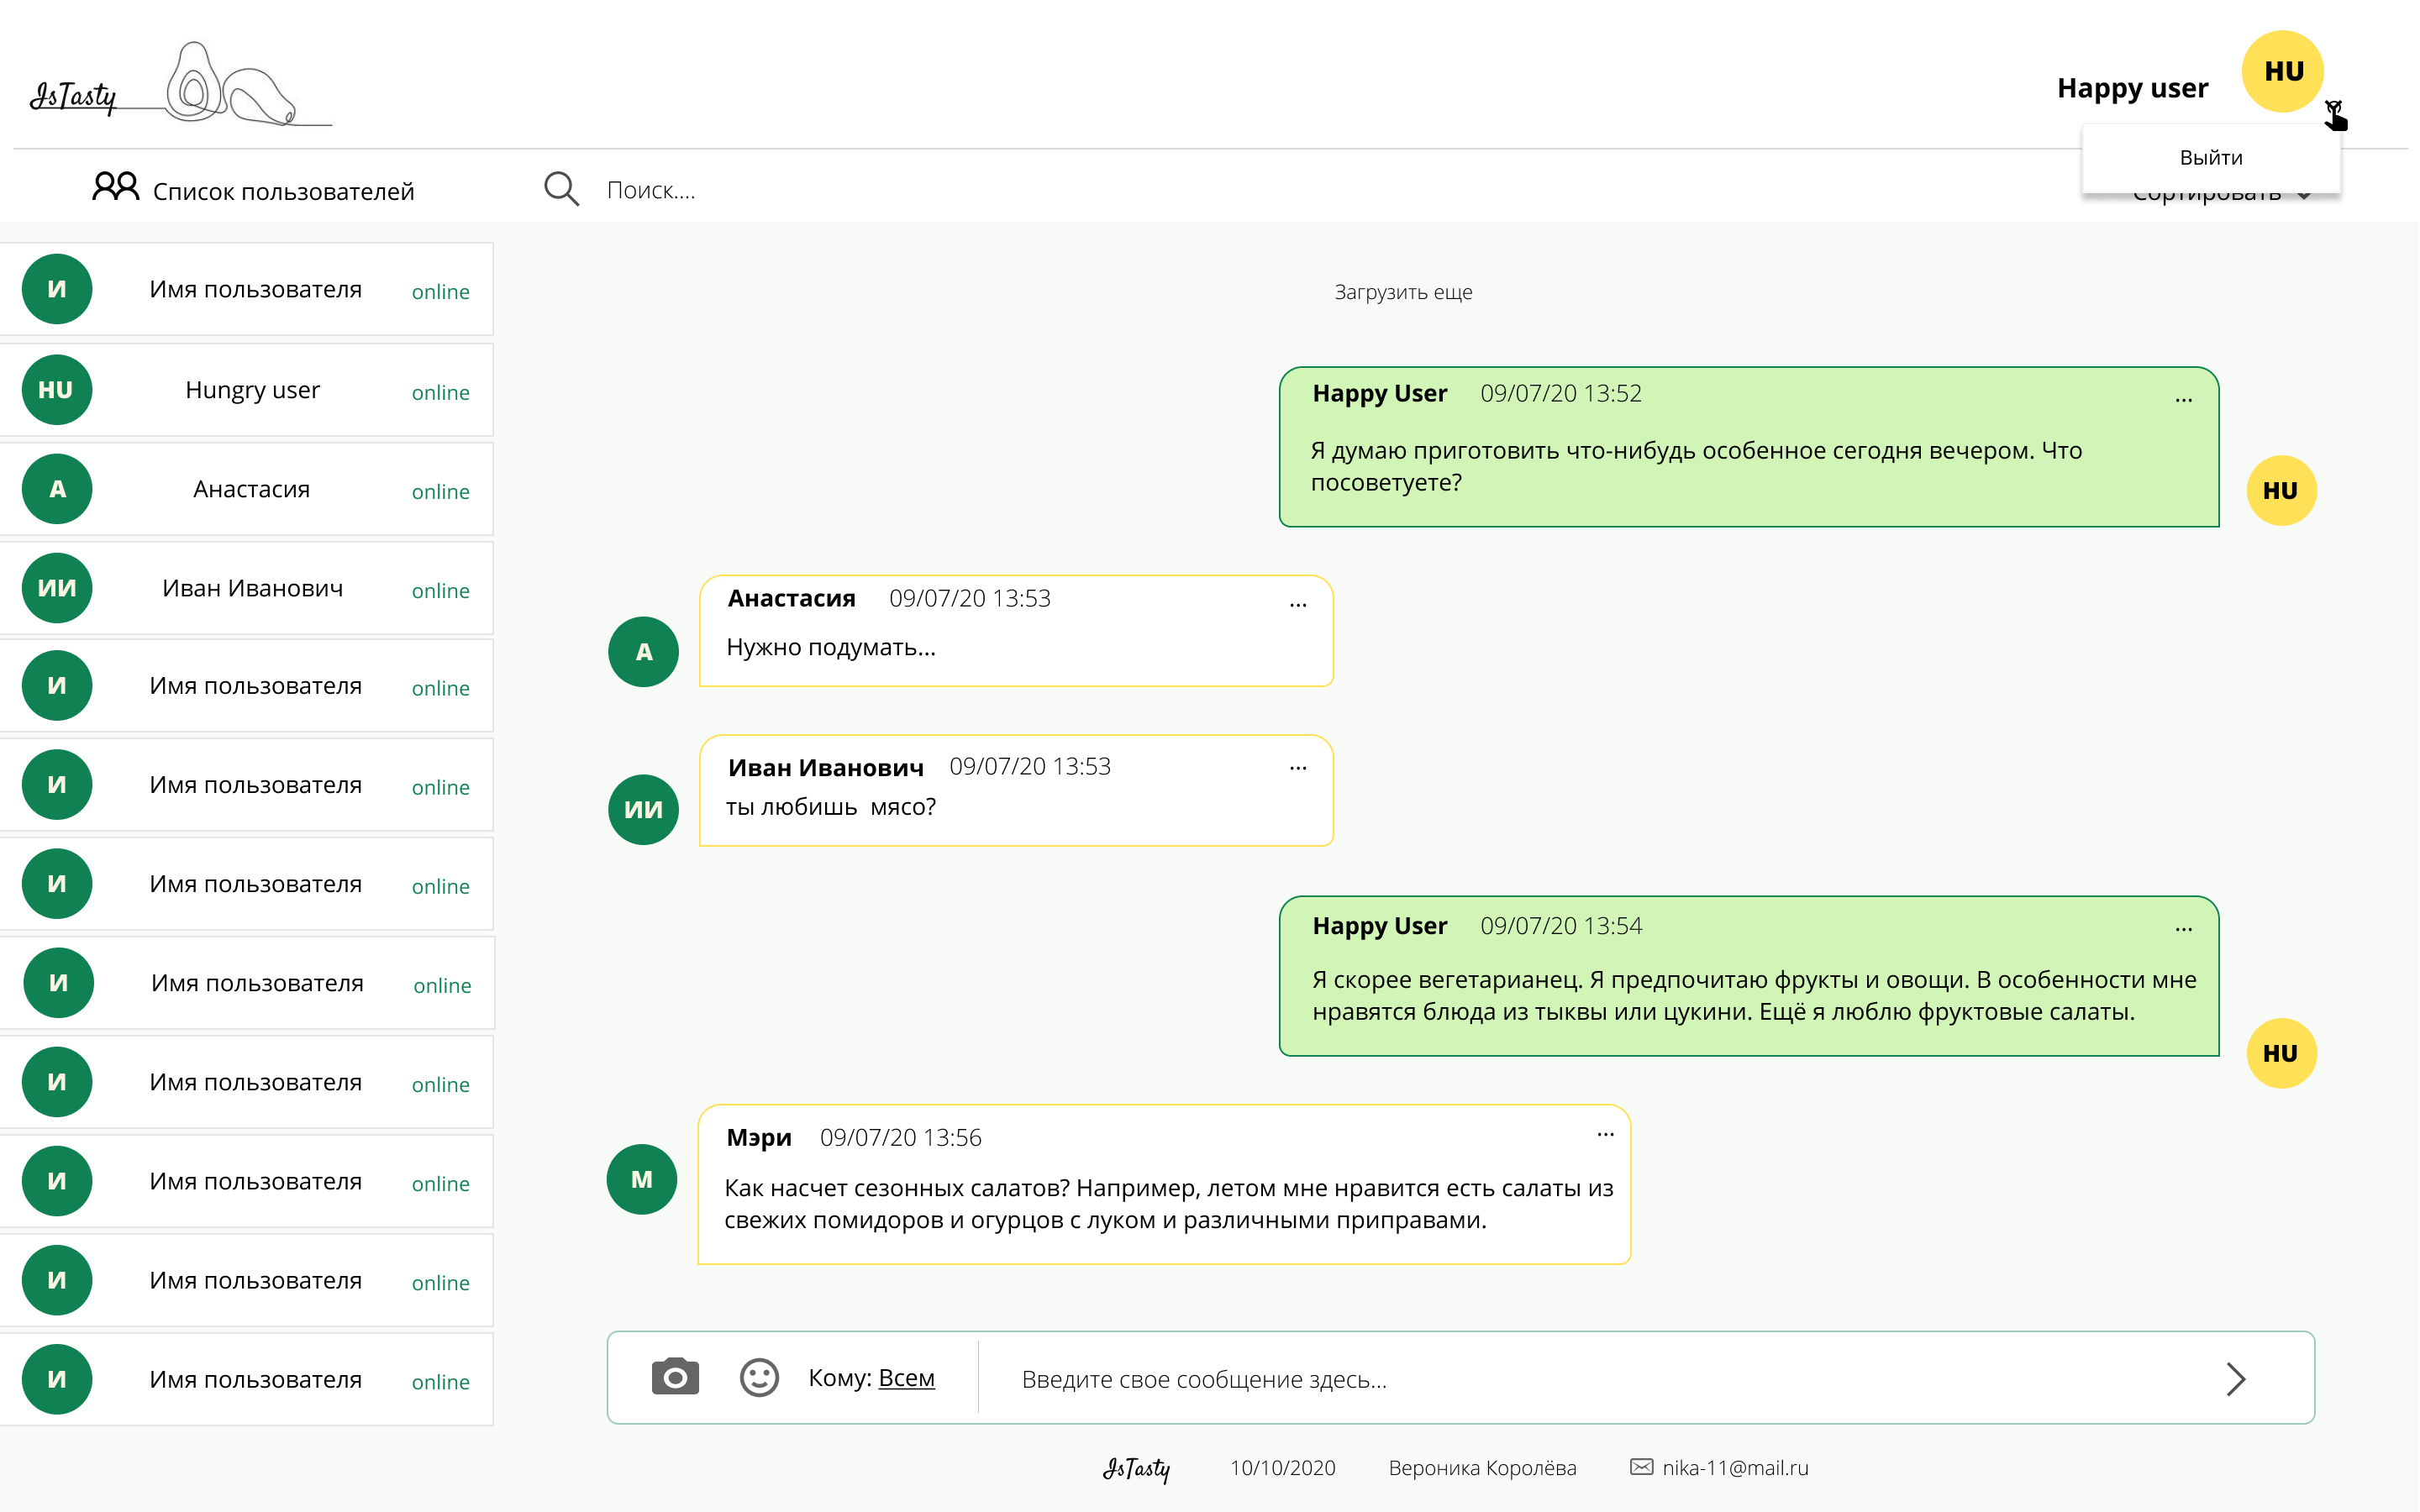 IsTasty
Happy user
HU
Выйти
Список пользователей
Поиск....
Сортировать
И Имя пользователя online
HU Hungry user online
А Анастасия online
ИИ Иван Иванович online
И Имя пользователя online
И Имя пользователя online
И Имя пользователя online
И Имя пользователя online
И Имя пользователя online
И Имя пользователя online
И Имя пользователя online
И Имя пользователя online
Загрузить еще
Happy User 09/07/20 13:52 ...
Я думаю приготовить что-нибудь особенное сегодня вечером. Что
посоветуете?
HU
Анастасия 09/07/20 13:53 ...
А
Нужно подумать...
Иван Иванович 09/07/20 13:53 ...
ИИ
ты любишь  мясо?
Happy User 09/07/20 13:54 ...
Я скорее вегетарианец. Я предпочитаю фрукты и овощи. В особенности мне
нравятся блюда из тыквы или цукини. Ещё я люблю фруктовые салаты.
HU
Мэри 09/07/20 13:56 ...
М
Как насчет сезонных салатов? Например, летом мне нравится есть салаты из
свежих помидоров и огурцов с луком и различными приправами.
Кому: Всем
Введите свое сообщение здесь...
IsTasty 10/10/2020 Вероника Королёва nika-11@mail.ru